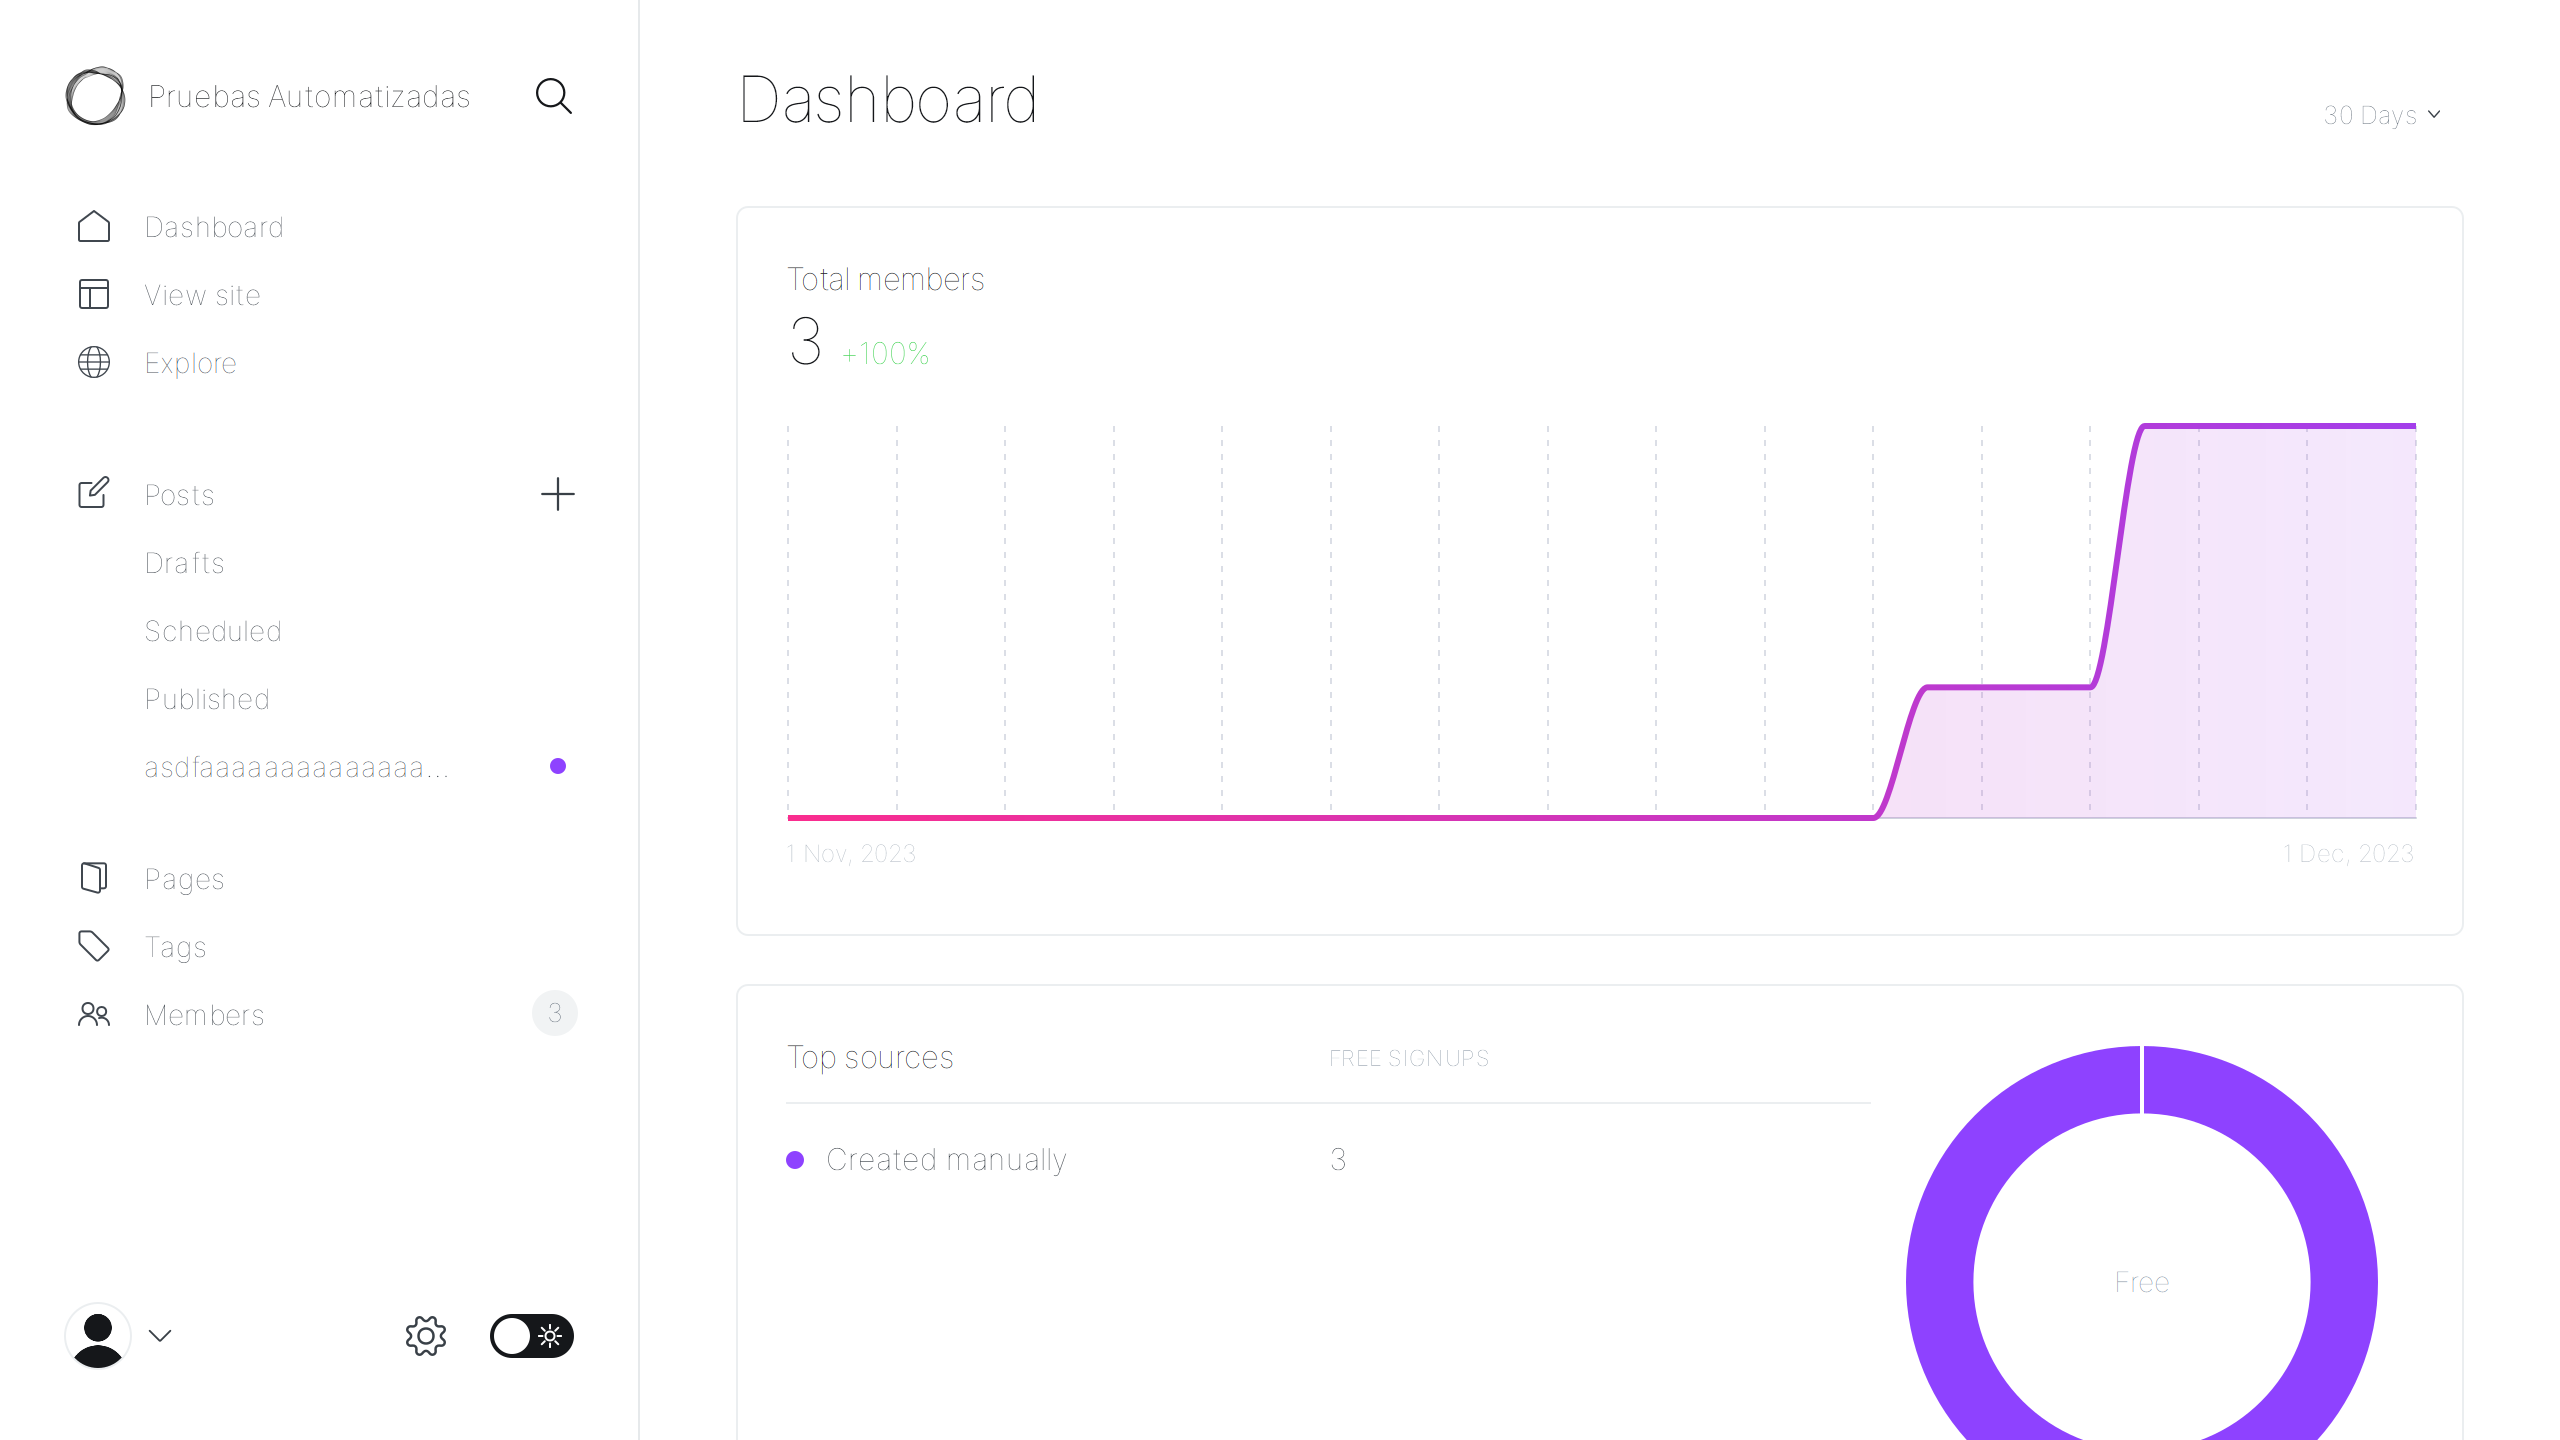 Pruebas Automatizadas
Dashboard
View site
Explore
Posts
Drafts
Scheduled
Published
asdfaaaaaaaaaaaaaa...
Pages
Tags
Members
3
Dashboard
30 Days
Total members
3 +100%
1 Nov, 2023
1 Dec, 2023
Top sources
FREE SIGNUPS
Created manually
3
Free